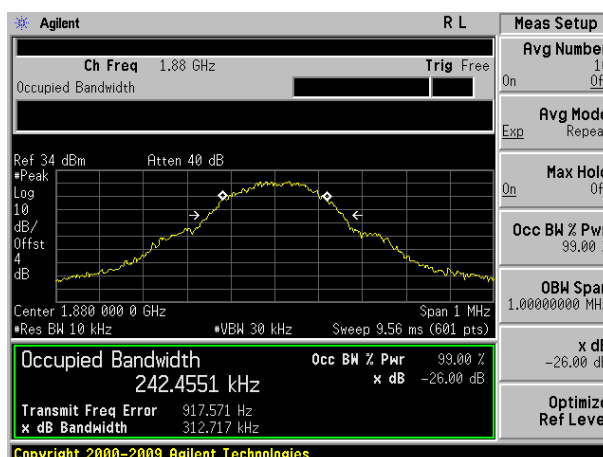 Agilent R L
Meas Setup
Ch Freq 1.88 GHz Trig Free
Occupied Bandwidth
Ref 34 dBm Atten 40 dB
#Peak
Log
10
dB/
Offst
4
dB
Center 1.880 000 0 GHz Span 1 MHz
#Res BW 10 kHz #VBW 30 kHz Sweep 9.56 ms (601 pts)
Occupied Bandwidth Occ BW % Pwr 99.00 %
242.4551 kHz x dB -26.00 dB
Transmit Freq Error 917.571 Hz
x dB Bandwidth 312.717 kHz
Copyright 2000-2009 Agilent Technologies
Avg Number
10
On Of
Avg Mode
Exp Repea
Max Hold
On Of
Occ BW % Pwr
99.00
OBW Span
1.00000000 MH
x dB
-26.00 dB
Optimize
Ref Level